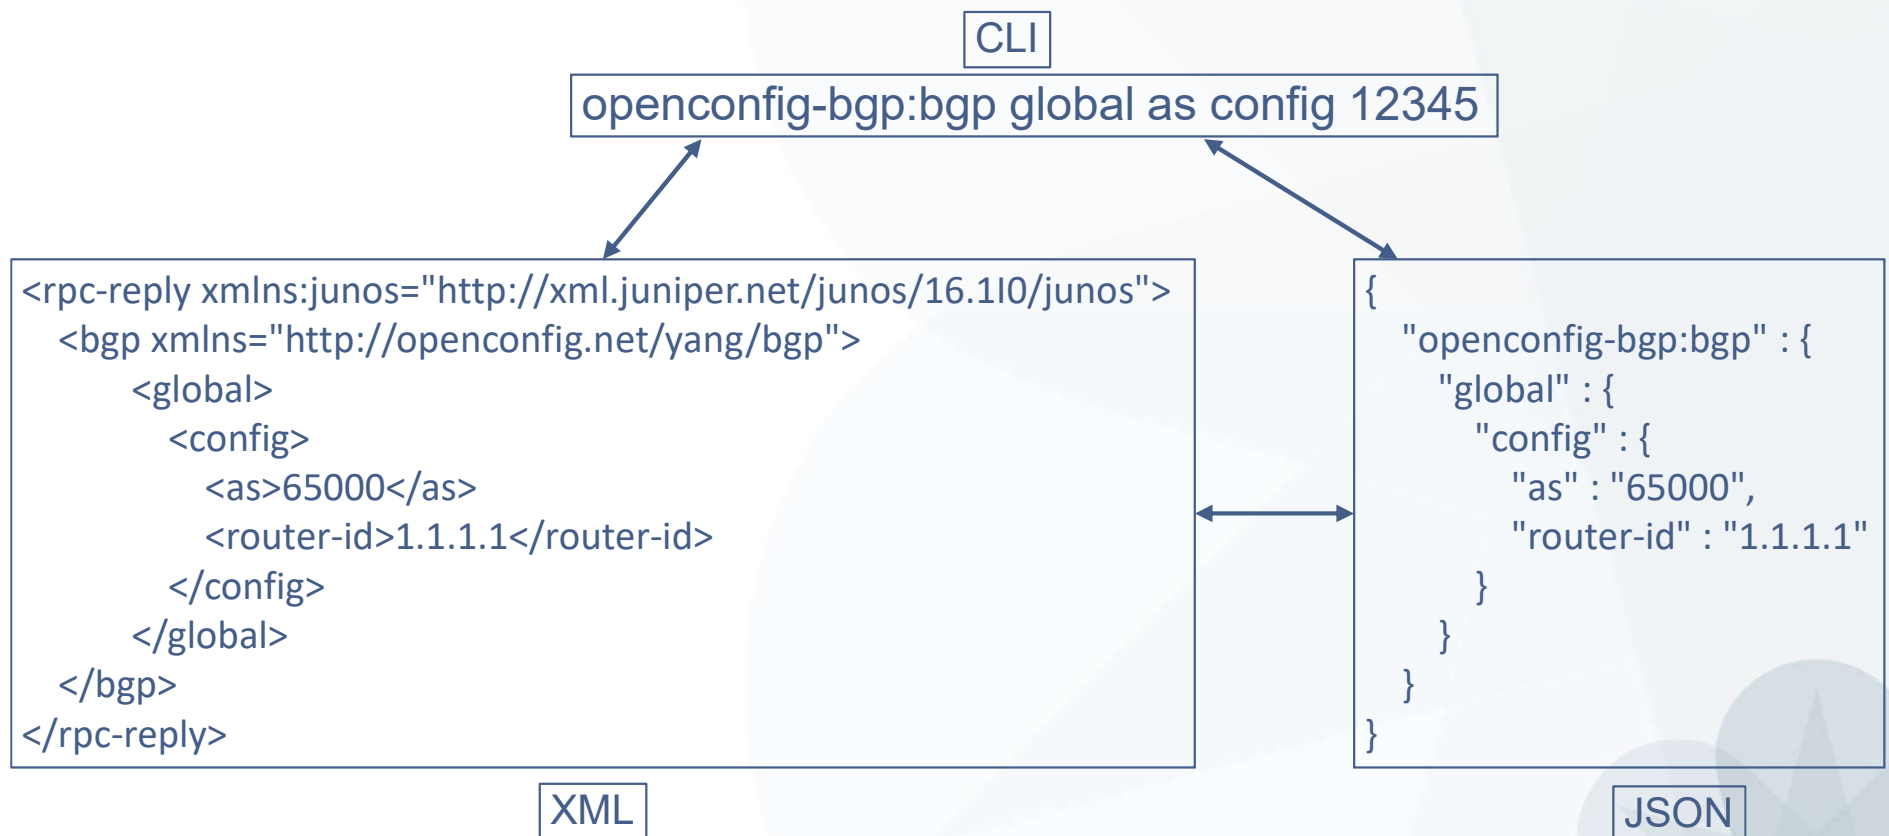 CLI
openconfig-bgp:bgp global as config 12345
<rpc-reply xmlns:junos="http://xml.juniper.net/junos/16.1I0/junos">
<bgp xmlns="http://openconfig.net/yang/bgp">
<global>
<config>
<as>65000</as>
<router-id>1.1.1.1</router-id>
</config>
</global>
</bgp>
</rpc-reply>
XML
{
"openconfig-bgp:bgp" : {
"global" : {
"config" : {
"as" : "65000",
"router-id" : "1.1.1.1"
}
}
}
}
JSON